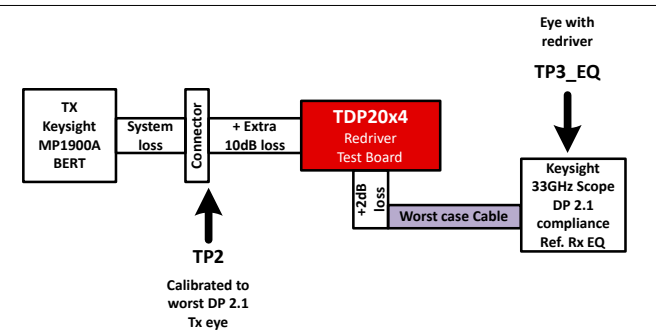 Eye with
redriver
TP3_EQ
TX
Keysight
MP1900A
BERT
System
loss
Connector
+ Extra
10dB loss
TDP20x4
Redriver
Test Board
+2dB
loss
Worst case Cable
Keysight
33GHz Scope
DP 2.1
compliance
Ref. Rx EQ
TP2
Calibrated to
worst DP 2.1
Tx eye